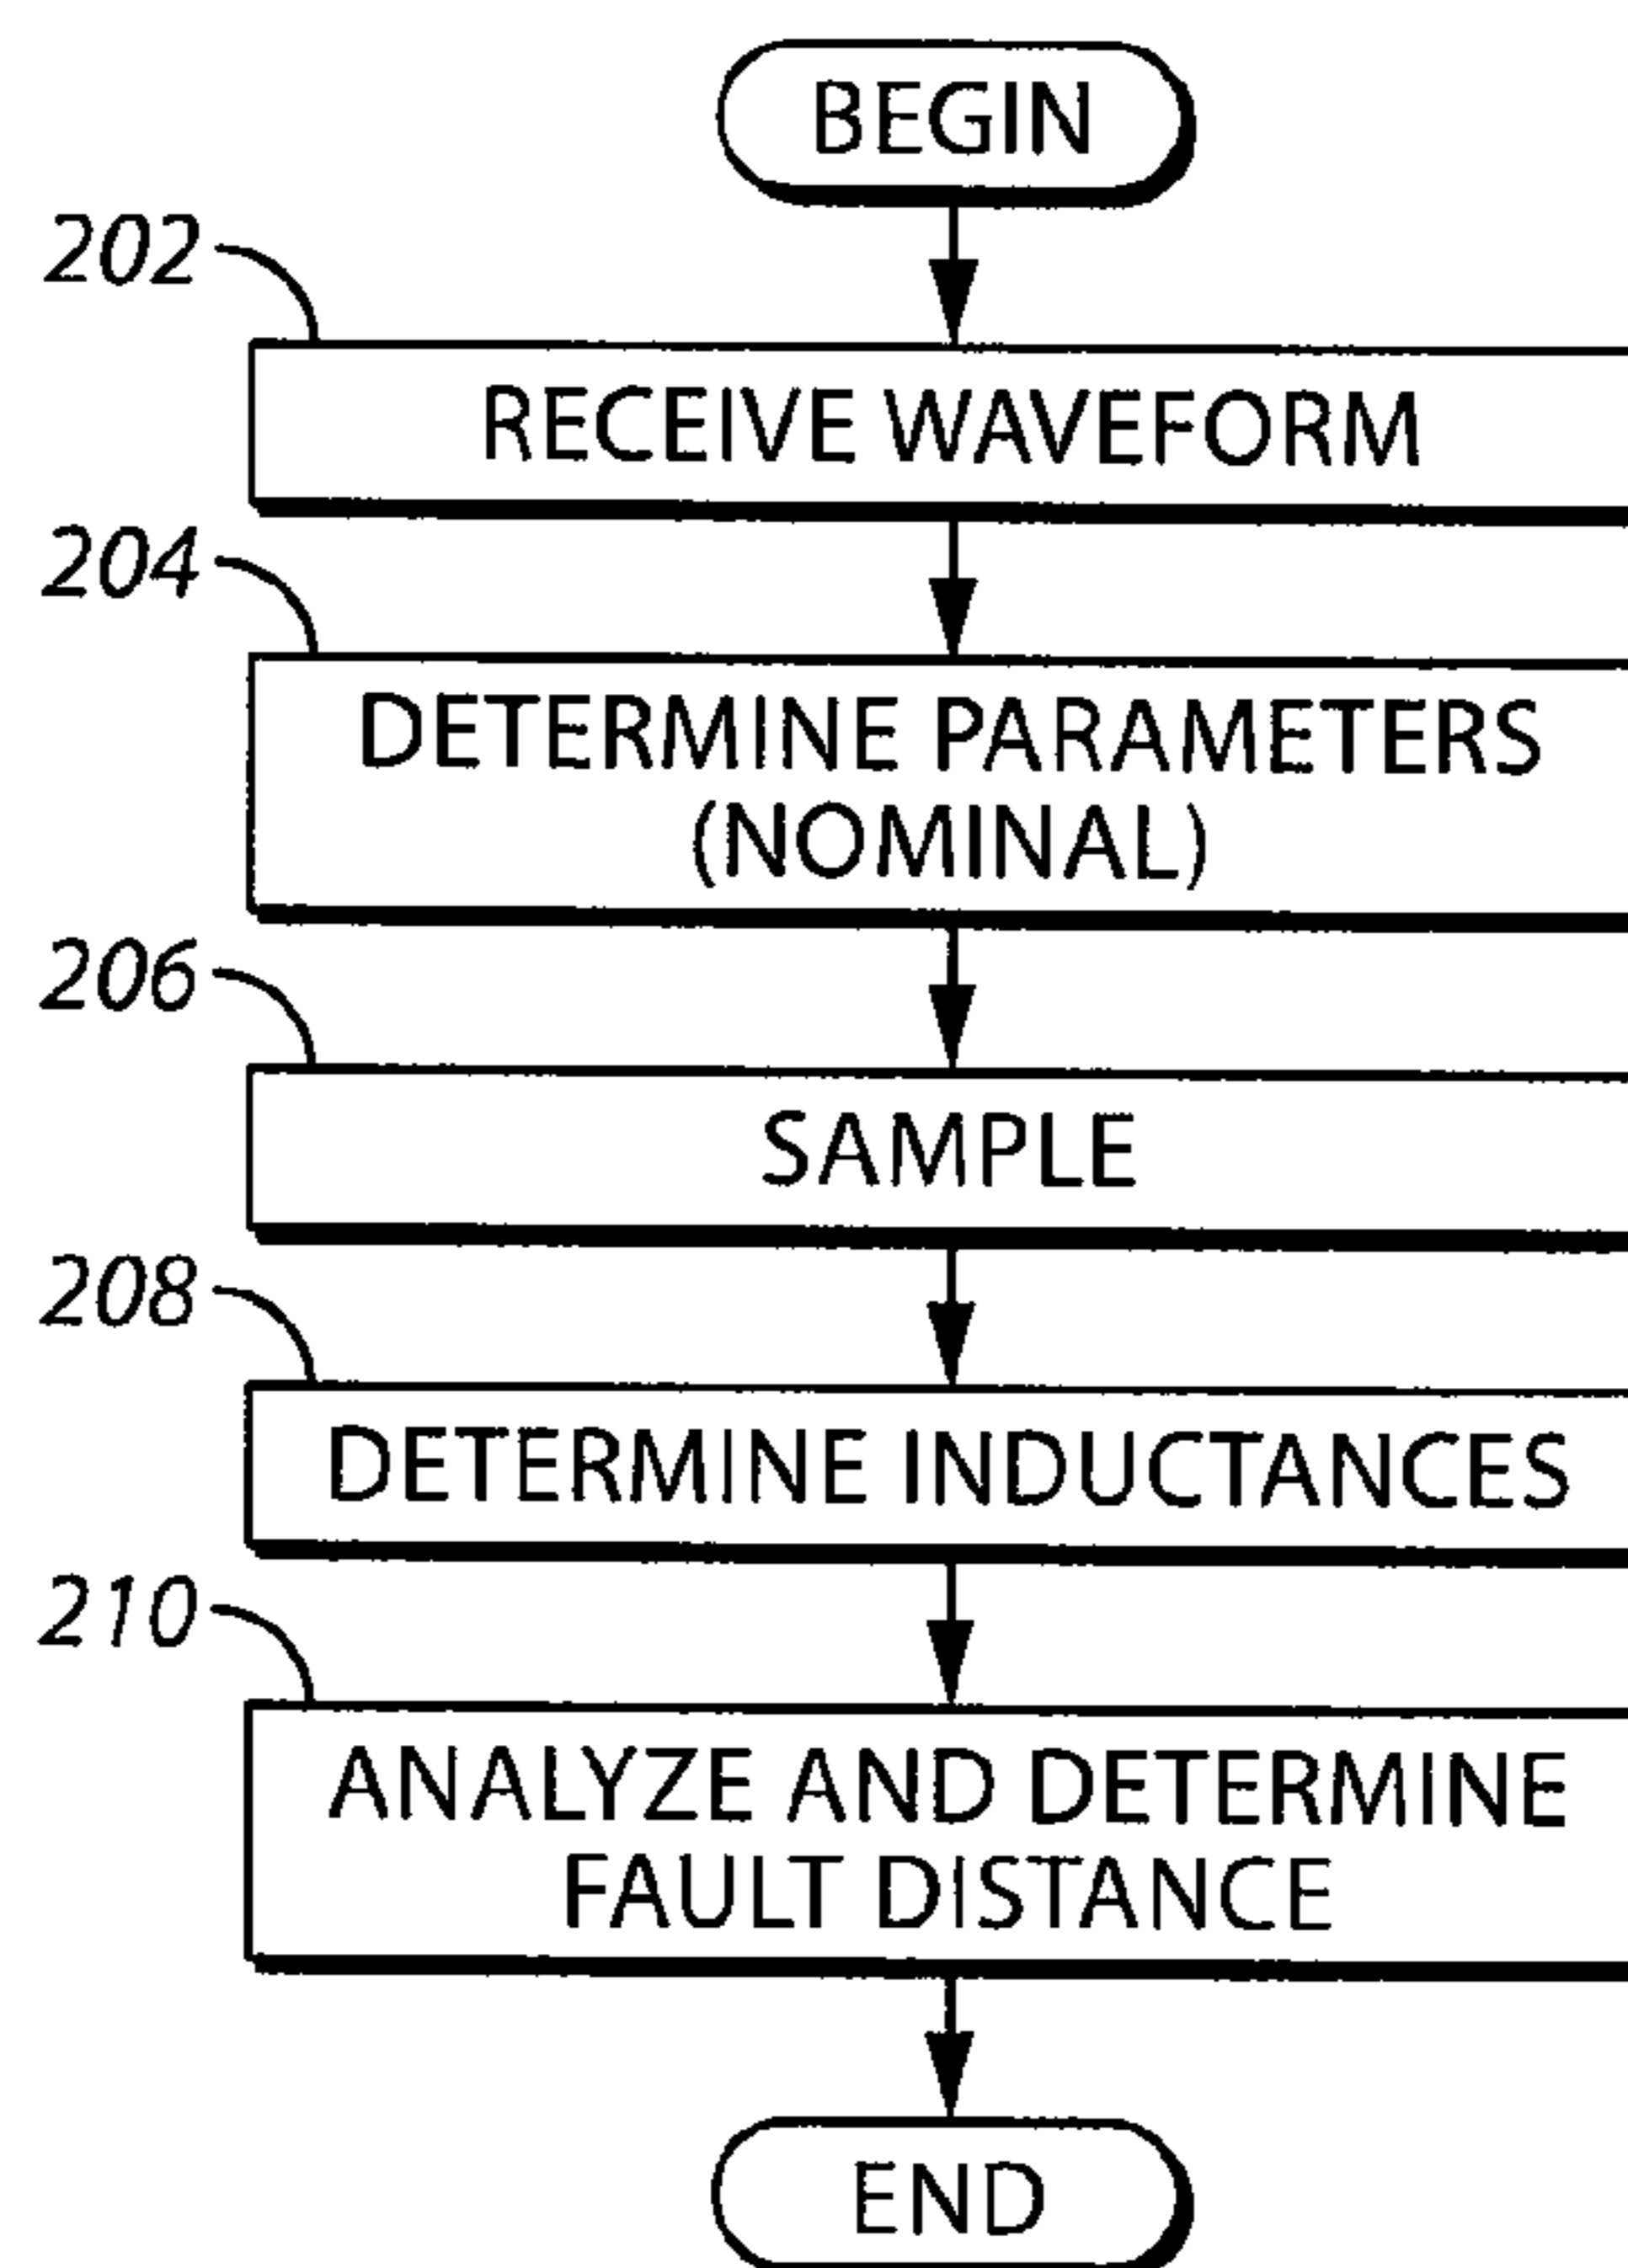 BEGIN
202
RECEIVE WAVEFORM
204
DETERMINE PARAMETERS
(NOMINAL)
206
SAMPLE
208
DETERMINE INDUCTANCES
210
ANALYZE AND DETERMINE
FAULT DISTANCE
END